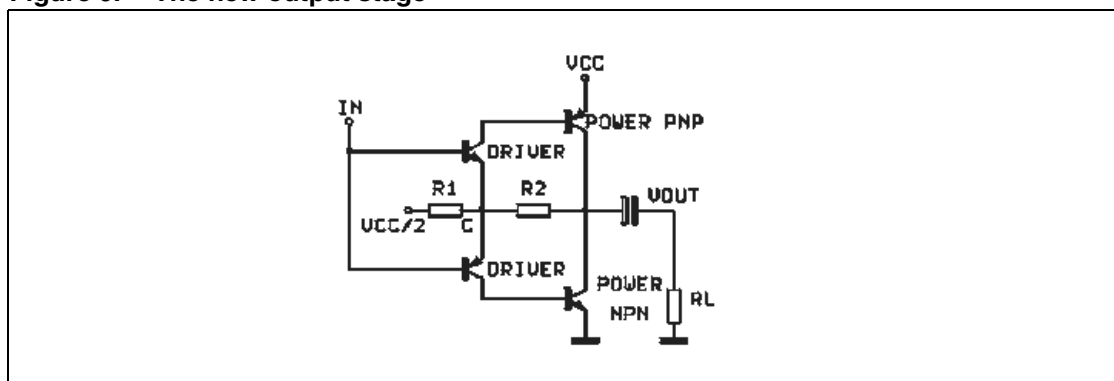 Figure 3. The new output stage
VCC
IN
POWER PNP
DRIVER
R1
R2
VOUT
VCC/2
C
DRIVER
POWER
NPN
RL